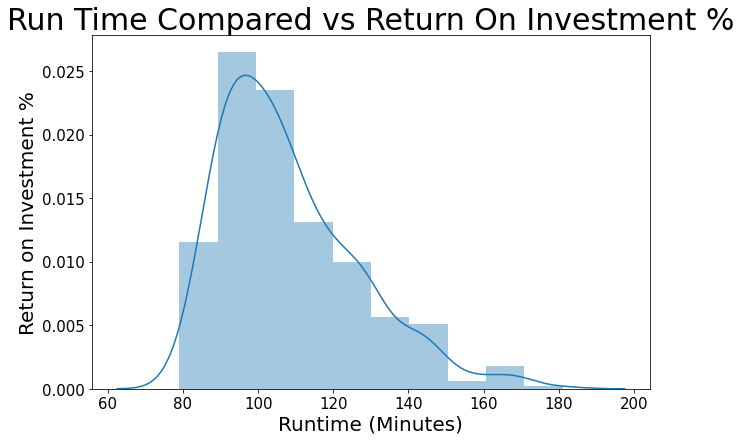 Run Time Compared vs Return On Investment %
Return on Investment %
0.025
0.020
0.015
0.010
0.005
0.000
60 80 100 120 140 160 180 200
Runtime (Minutes)